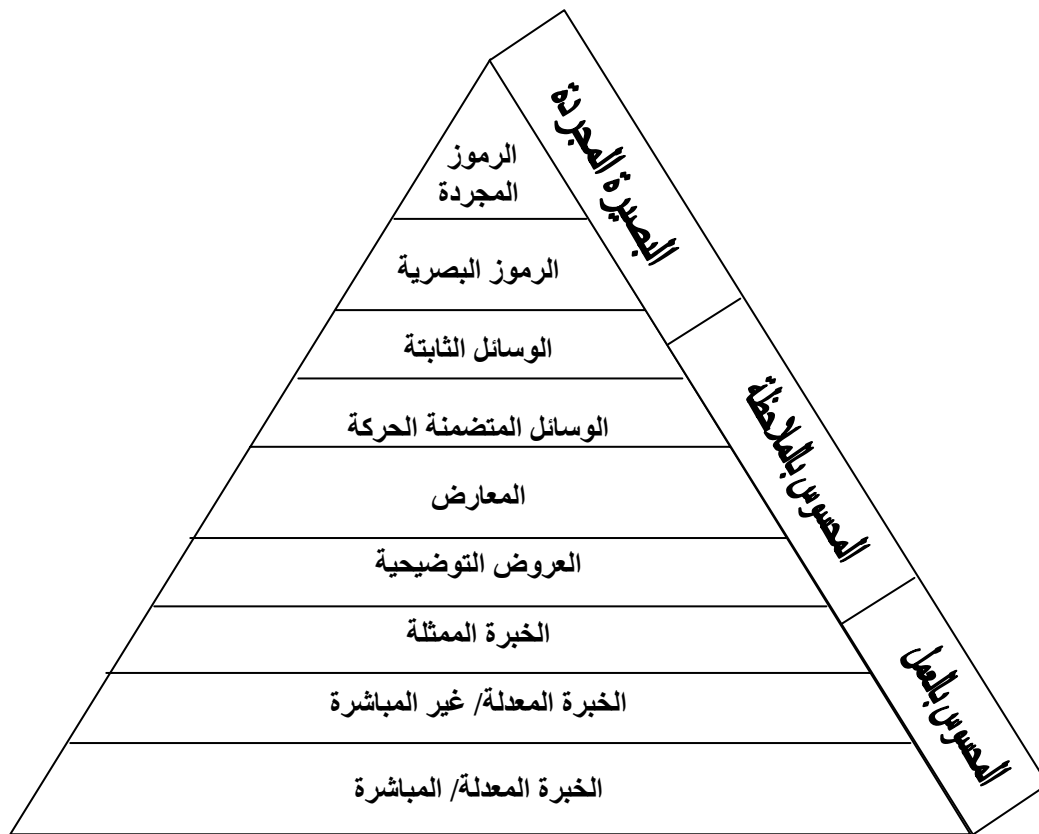 الرموز
المجردة
الرموز البصرية
الوسائل الثابتة
الوسائل المتضمنة الحركة
المعارض
العروض التوضيحية
الخبرة الممثلة
الخبرة المعدلة/ غير المباشرة
الخبرة المعدلة/ المباشرة
البصيرة المجردة
المحسوس بالملاحظة
المحسوس بالعمل